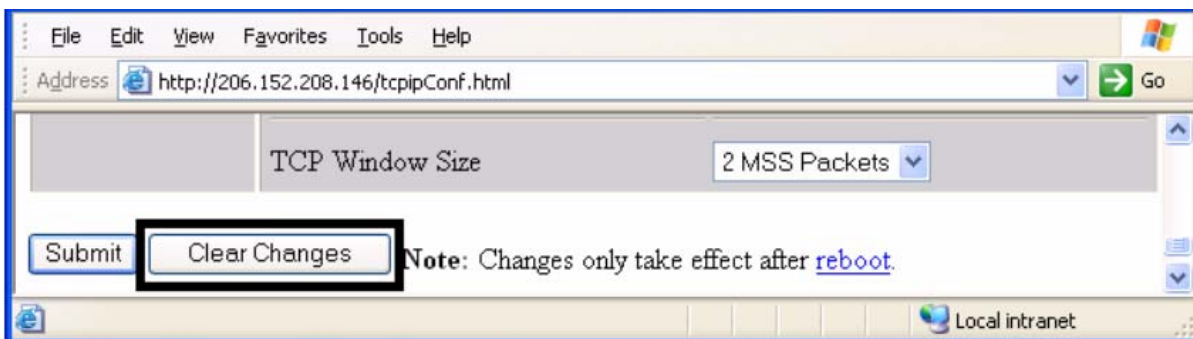 File Edit View Favorites Tools Help
Address http://206.152.208.146/tcpipConf.html Go
TCP Window Size 2 MSS Packets
Submit Clear Changes Note: Changes only take effect after reboot.
Local intranet